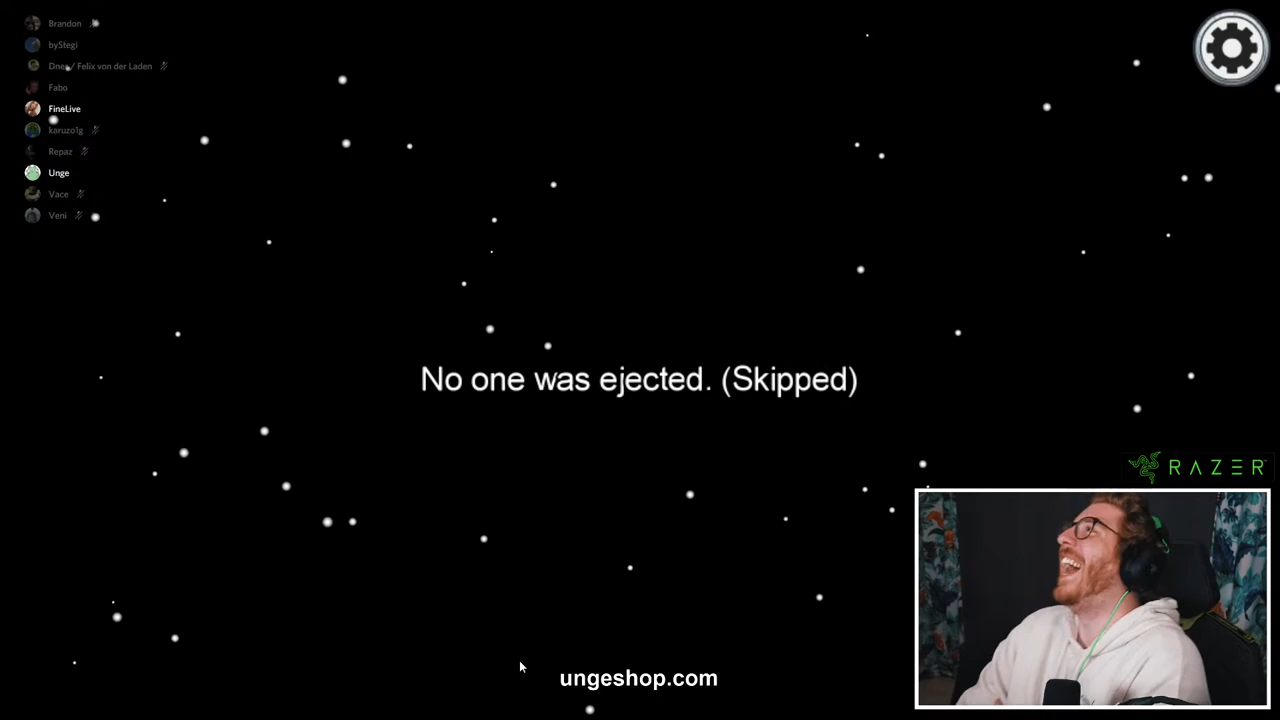 Brandon
byStegi
Dner / Felix von der Laden
Fabo
FineLive
karuzo1g
Repaz
Unge
Vace
Veni
No one was ejected. (Skipped)
RAZER
ungeshop.com